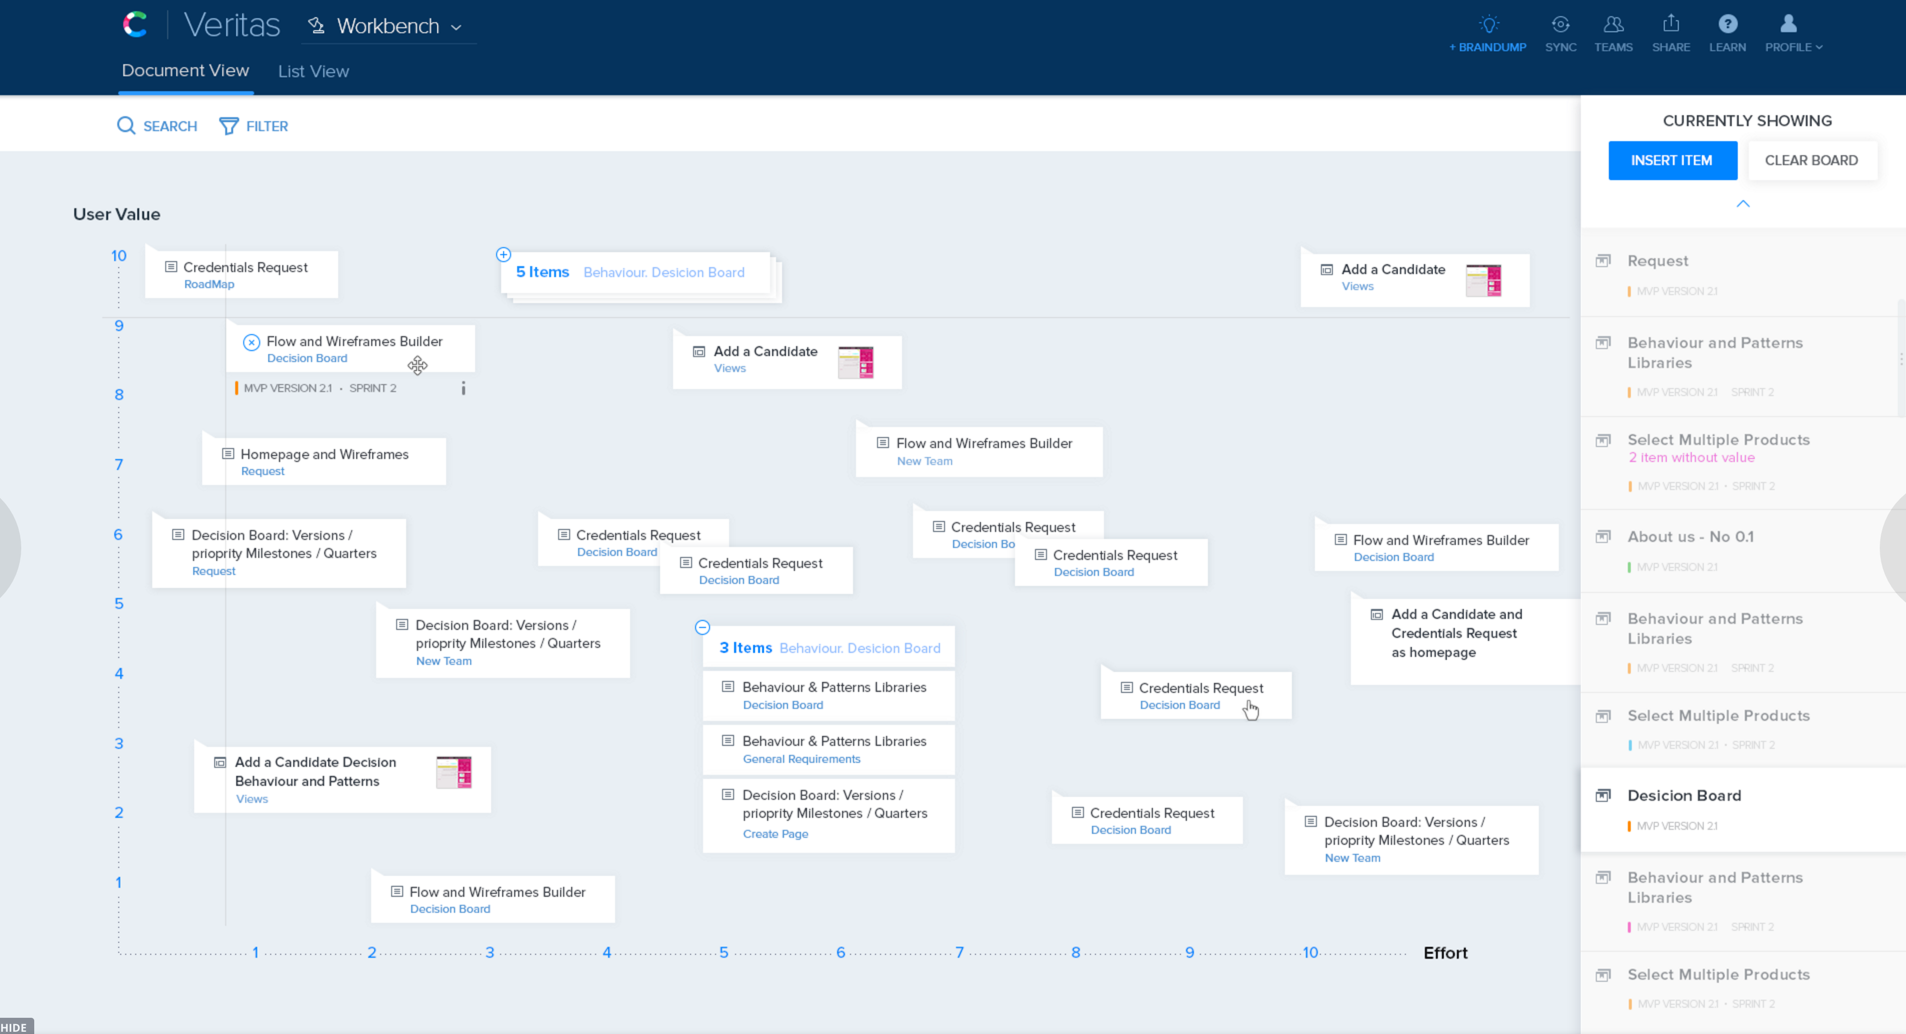 Veritas
Workbench
+ BRAINDUMP
SYNC
TEAMS
SHARE
LEARN
PROFILE
Document View
List View
SEARCH
FILTER
User Value
10
9
8
7
6
5
4
3
2
1
Credentials Request
RoadMap
5 Items Behaviour. Desicion Board
Add a Candidate
Views
Flow and Wireframes Builder
Decision Board
MVP VERSION 2.1 • SPRINT 2
Add a Candidate
Views
Homepage and Wireframes
Request
Flow and Wireframes Builder
New Team
Decision Board: Versions /
prioprity Milestones / Quarters
Request
Credentials Request
Decision Board
Credentials Request
Decision Board
Credentials Request
Decision Bo
Credentials Request
Decision Board
Flow and Wireframes Builder
Decision Board
Decision Board: Versions /
prioprity Milestones / Quarters
New Team
3 Items Behaviour. Desicion Board
Behaviour & Patterns Libraries
Decision Board
Behaviour & Patterns Libraries
General Requirements
Decision Board: Versions /
prioprity Milestones / Quarters
Create Page
Add a Candidate and
Credentials Request
as homepage
Credentials Request
Decision Board
Add a Candidate Decision
Behaviour and Patterns
Views
Credentials Request
Decision Board
Decision Board: Versions /
prioprity Milestones / Quarters
New Team
Flow and Wireframes Builder
Decision Board
1 2 3 4 5 6 7 8 9 10
Effort
HIDE
CURRENTLY SHOWING
INSERT ITEM
CLEAR BOARD
Request
MVP VERSION 2.1
Behaviour and Patterns
Libraries
MVP VERSION 2.1 SPRINT 2
Select Multiple Products
2 item without value
MVP VERSION 2.1 • SPRINT 2
About us - No 0.1
MVP VERSION 2.1
Behaviour and Patterns
Libraries
MVP VERSION 2.1 SPRINT 2
Select Multiple Products
MVP VERSION 2.1 • SPRINT 2
Desicion Board
MVP VERSION 2.1
Behaviour and Patterns
Libraries
MVP VERSION 2.1 SPRINT 2
Select Multiple Products
MVP VERSION 2.1 • SPRINT 2